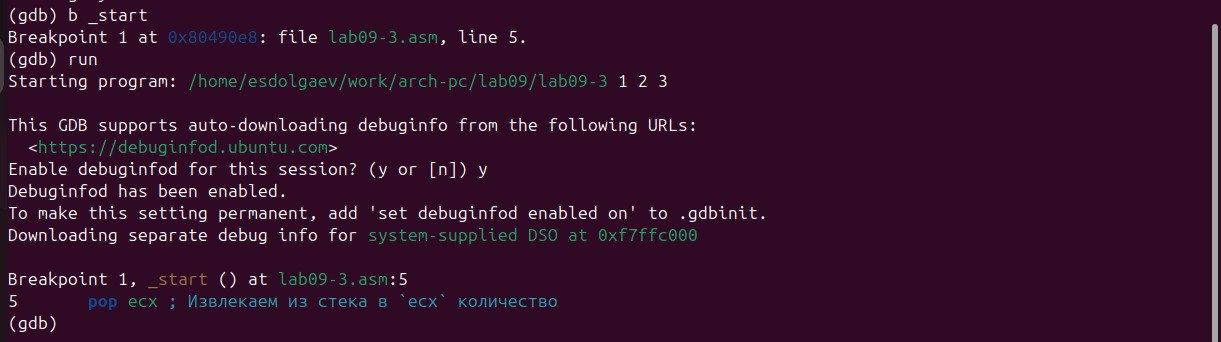 (gdb) b _start
Breakpoint 1 at 0x80490e8: file lab09-3.asm, line 5.
(gdb) run
Starting program: /home/esdolgaev/work/arch-pc/lab09/lab09-3 1 2 3

This GDB supports auto-downloading debuginfo from the following URLs:
  <https://debuginfod.ubuntu.com>
Enable debuginfod for this session? (y or [n]) y
Debuginfod has been enabled.
To make this setting permanent, add 'set debuginfod enabled on' to .gdbinit.
Downloading separate debug info for system-supplied DSO at 0xf7ffc000

Breakpoint 1, _start () at lab09-3.asm:5
5       pop ecx ; Извлекаем из стека в `ecx` количество
(gdb)